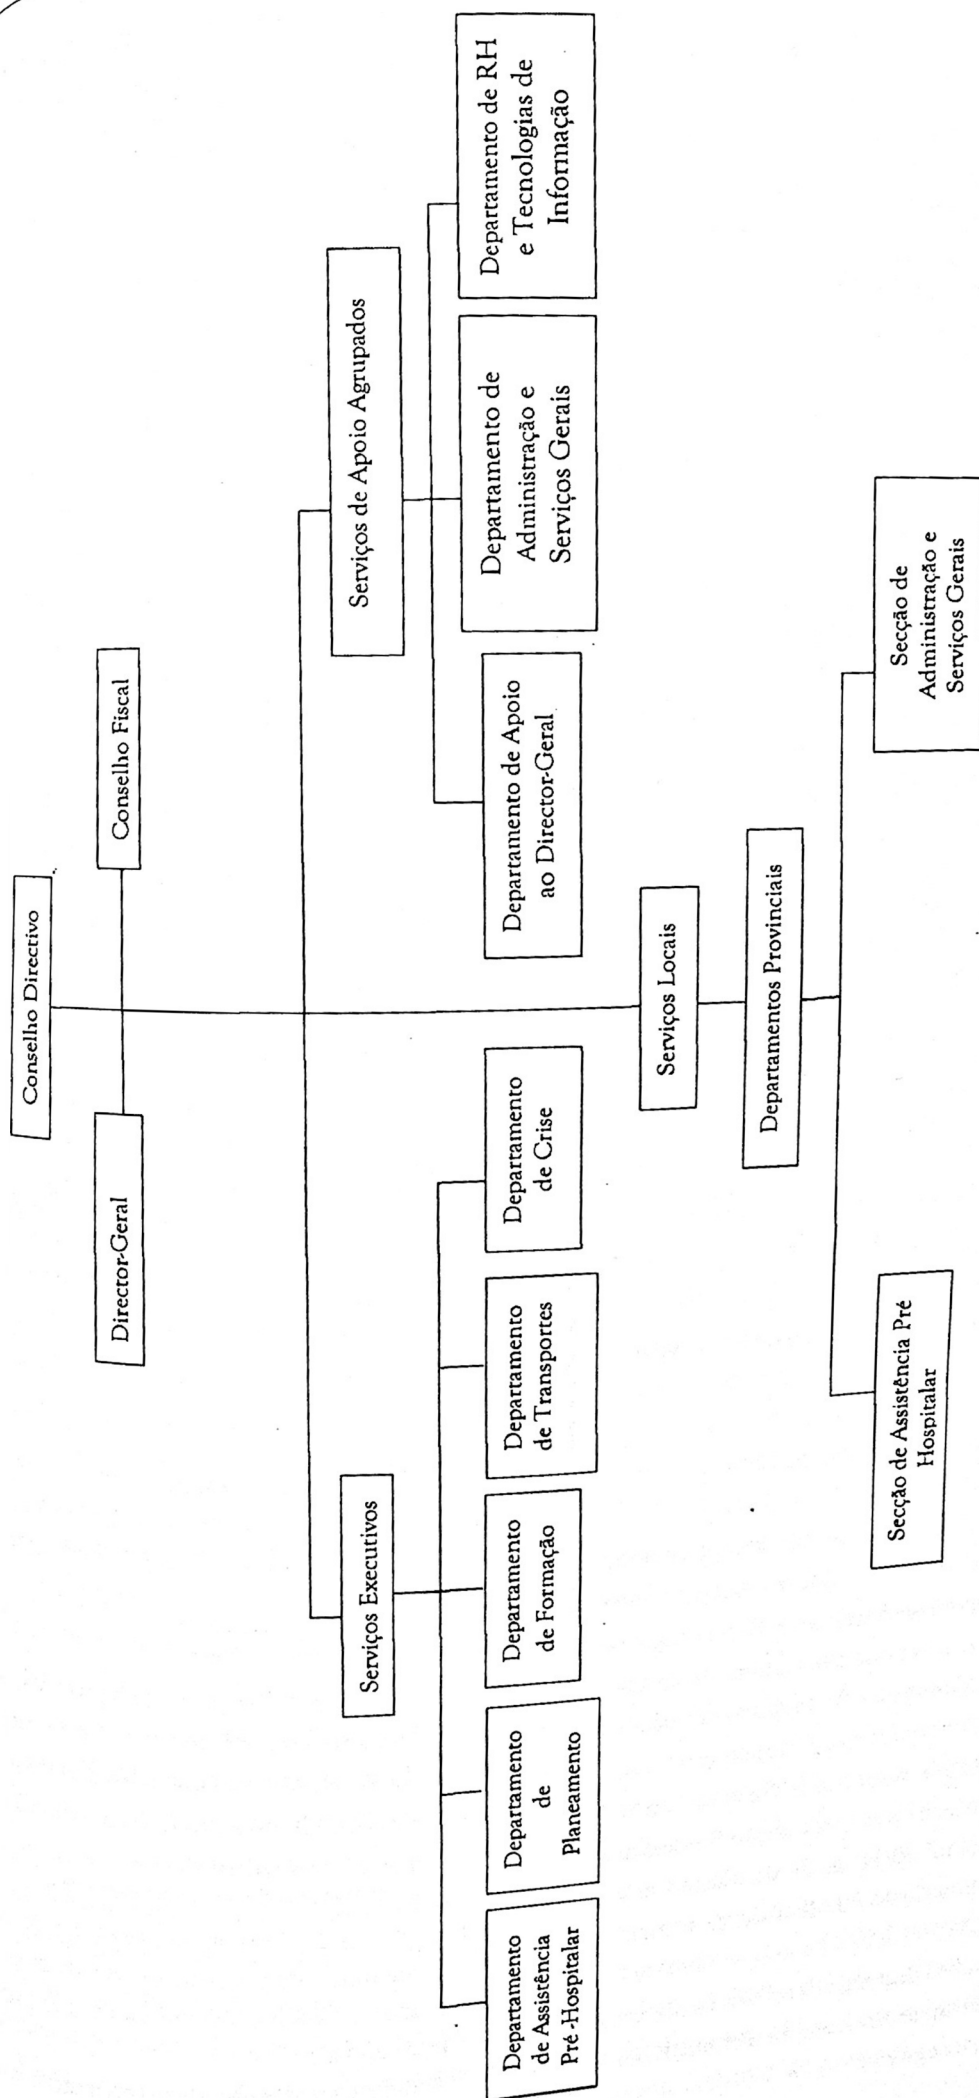 Conselho Directivo
Director-Geral
Conselho Fiscal
Serviços Executivos
Serviços de Apoio Agrupados
Departamento
de Assistência
Pré -Hospitalar
Departamento
de
Planeamento
Departamento
de Formação
Departamento
de Transportes
Departamento
de Crise
Departamento de Apoio
ao Director-Geral
Departamento de
Administração e
Serviços Gerais
Departamento de RH
e Tecnologias de
Informação
Serviços Locais
Departamentos Provinciais
Secção de Assistência Pré
Hospitalar
Secção de
Administração e
Serviços Gerais